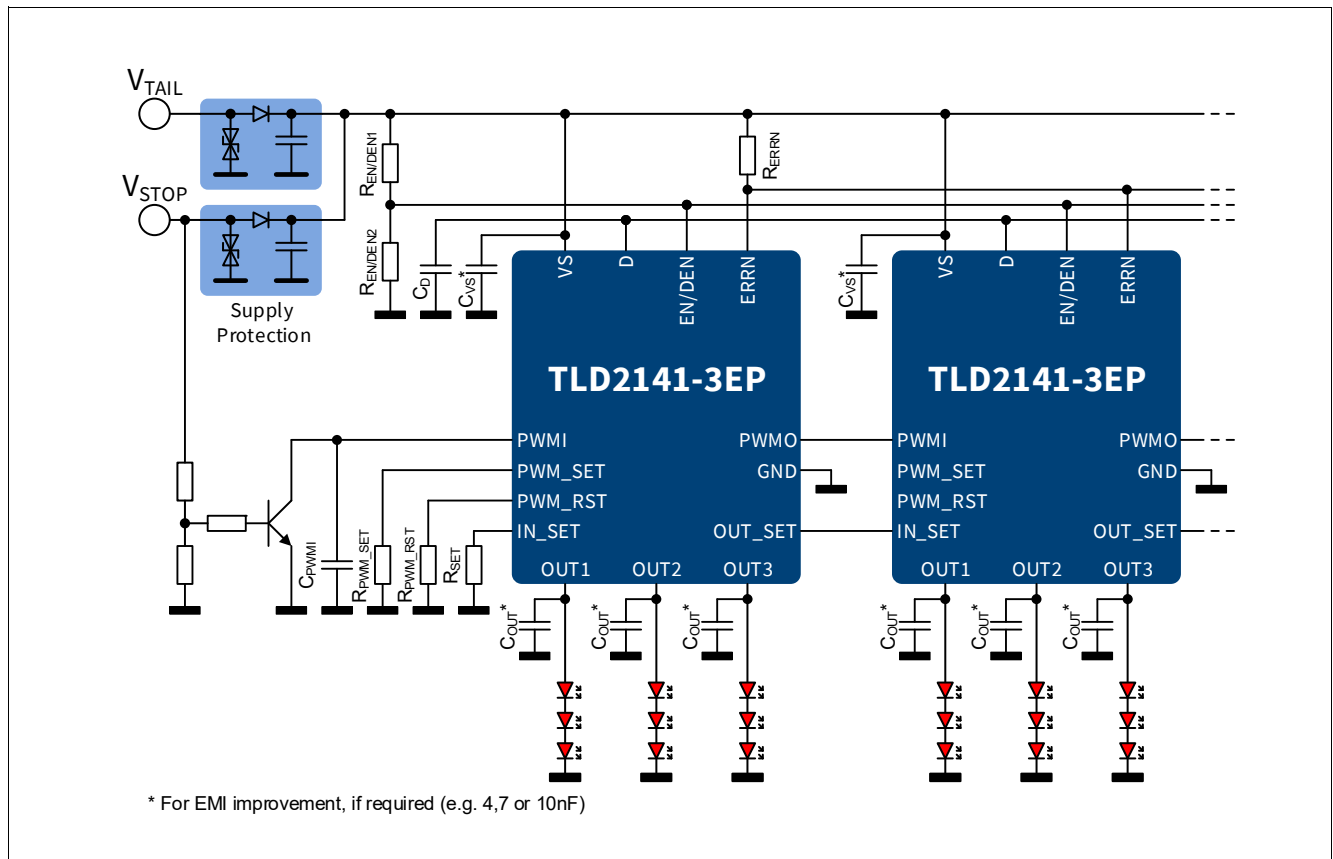 VTAIL
VSTOP
Supply
Protection
REN/DEN1
REN/DEN2
CD
CVS*
RERRN
CVS*
VS
D
EN/DEN
ERRN
VS
D
EN/DEN
ERRN
TLD2141-3EP
TLD2141-3EP
PWMI
PWMO
PWMI
PWMO
PWM_SET
GND
PWM_SET
GND
PWM_RST
PWM_RST
IN_SET
OUT_SET
IN_SET
OUT_SET
OUT1
OUT2
OUT3
OUT1
OUT2
OUT3
CPWMI
RPWM_SET
RPWM_RST
RSET
COUT*
COUT*
COUT*
COUT*
COUT*
COUT*
* For EMI improvement, if required (e.g. 4,7 or 10nF)